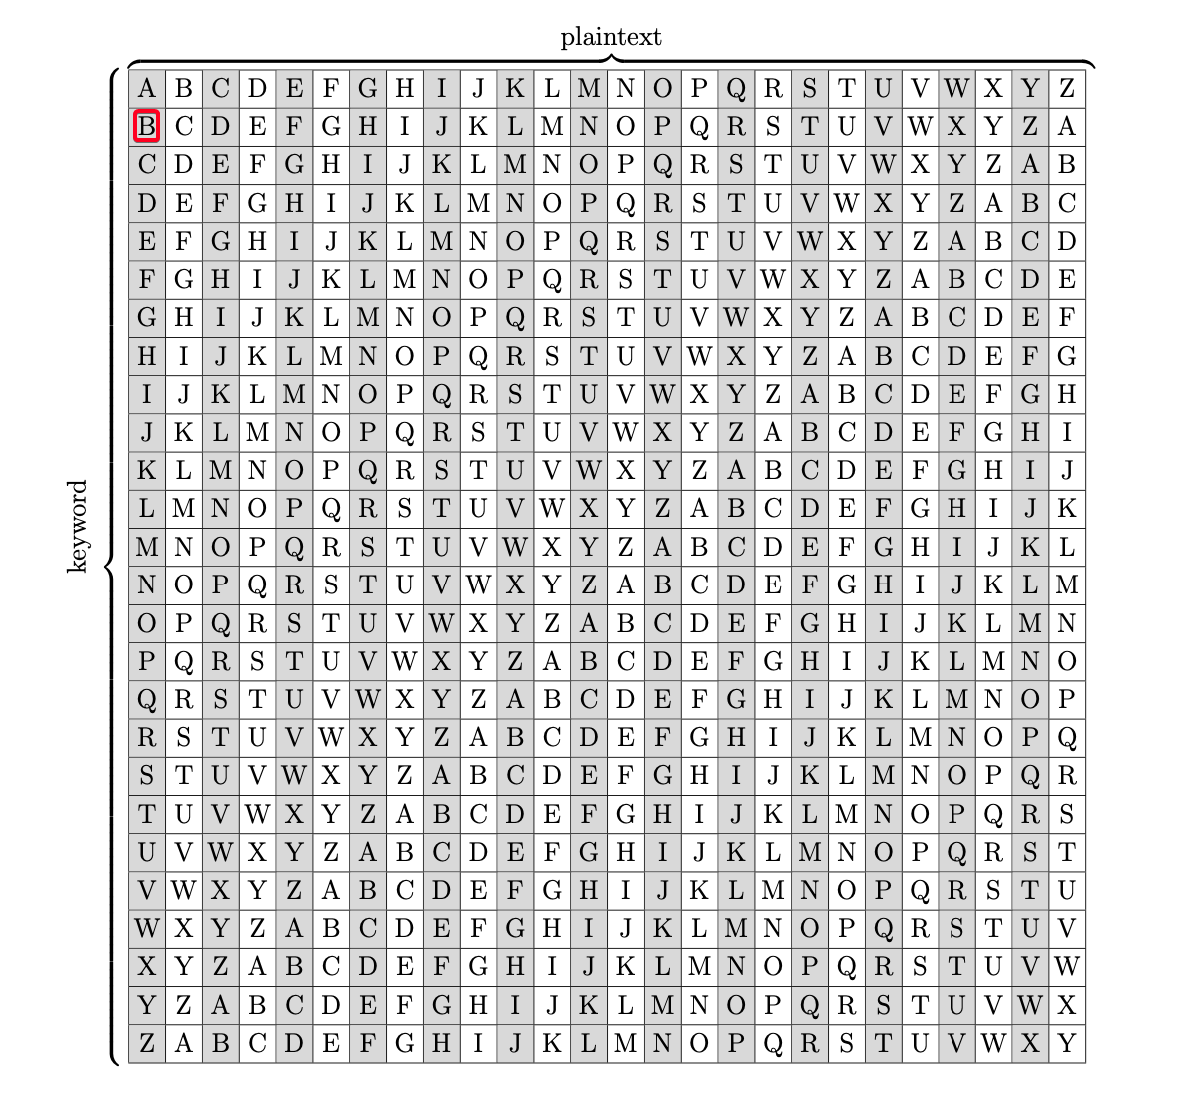 plaintext
keyword
A B C D E F G H I J K L M N O P Q R S T U V W X Y Z
B C D E F G H I J K L M N O P Q R S T U V W X Y Z A
C D E F G H I J K L M N O P Q R S T U V W X Y Z A B
D E F G H I J K L M N O P Q R S T U V W X Y Z A B C
E F G H I J K L M N O P Q R S T U V W X Y Z A B C D
F G H I J K L M N O P Q R S T U V W X Y Z A B C D E
G H I J K L M N O P Q R S T U V W X Y Z A B C D E F
H I J K L M N O P Q R S T U V W X Y Z A B C D E F G
I J K L M N O P Q R S T U V W X Y Z A B C D E F G H
J K L M N O P Q R S T U V W X Y Z A B C D E F G H I
K L M N O P Q R S T U V W X Y Z A B C D E F G H I J
L M N O P Q R S T U V W X Y Z A B C D E F G H I J K
M N O P Q R S T U V W X Y Z A B C D E F G H I J K L
N O P Q R S T U V W X Y Z A B C D E F G H I J K L M
O P Q R S T U V W X Y Z A B C D E F G H I J K L M N
P Q R S T U V W X Y Z A B C D E F G H I J K L M N O
Q R S T U V W X Y Z A B C D E F G H I J K L M N O P
R S T U V W X Y Z A B C D E F G H I J K L M N O P Q
S T U V W X Y Z A B C D E F G H I J K L M N O P Q R
T U V W X Y Z A B C D E F G H I J K L M N O P Q R S
U V W X Y Z A B C D E F G H I J K L M N O P Q R S T
V W X Y Z A B C D E F G H I J K L M N O P Q R S T U
W X Y Z A B C D E F G H I J K L M N O P Q R S T U V
X Y Z A B C D E F G H I J K L M N O P Q R S T U V W
Y Z A B C D E F G H I J K L M N O P Q R S T U V W X
Z A B C D E F G H I J K L M N O P Q R S T U V W X Y